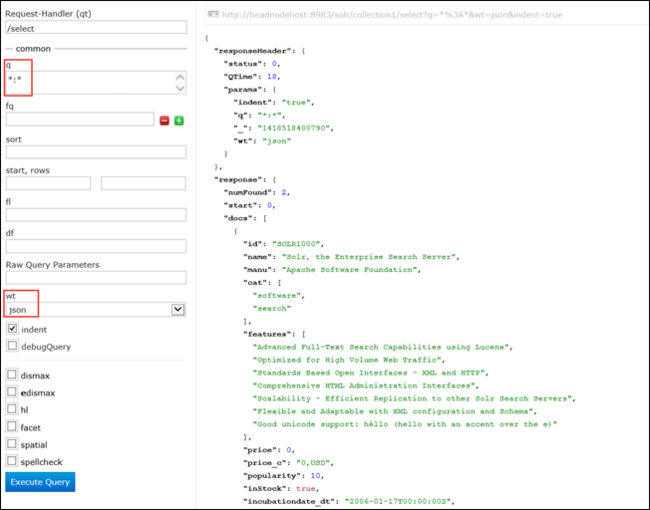 Request-Handler (qt)
/select
common
q
*:*
fq
sort
start, rows
fl
df
Raw Query Parameters
wt
json
indent
debugQuery
dismax
edismax
hl
facet
spatial
spellcheck
Execute Query
http://headnodehost:8983/solr/collection1/select?q=*%3A*&wt=json&indent=true
{
"responseHeader": {
"status": 0,
"QTime": 18,
"params": {
"indent": "true",
"q": "*:*",
"_": "1418518400790",
"wt": "json"
}
},
"response": {
"numFound": 2,
"start": 0,
"docs": [
{
"id": "SOLR1000",
"name": "Solr, the Enterprise Search Server",
"manu": "Apache Software Foundation",
"cat": [
"software",
"search"
],
"features": [
"Advanced Full-Text Search Capabilities using Lucene",
"Optimized for High Volume Web Traffic",
"Standards Based Open Interfaces - XML and HTTP",
"Comprehensive HTML Administration Interfaces",
"Scalability - Efficient Replication to other Solr Search Servers",
"Flexible and Adaptable with XML configuration and Schema",
"Good unicode support: héllo (hello with an accent over the e)"
],
"price": 0,
"price_c": "0,USD",
"popularity": 10,
"inStock": true,
"incubationdate_dt": "2006-01-17T00:00:00Z",